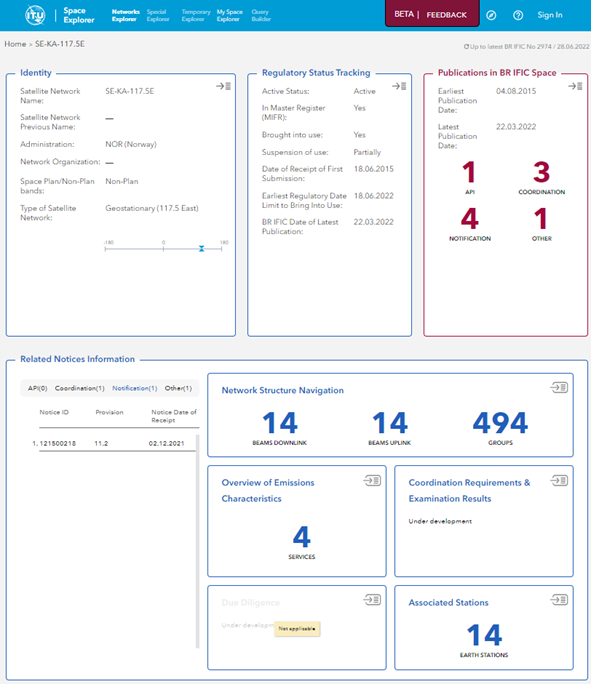 ITU
Space Explorer
Networks Explorer
Special Explorer
Temporary Explorer
My Space Explorer
Query Builder
BETA | FEEDBACK
Sign In
Home > SE-KA-117.5E
Up to latest BR IFIC No 2974 / 28.06.2022
Identity
Satellite Network Name: SE-KA-117.5E
Satellite Network Previous Name: —
Administration: NOR (Norway)
Network Organization: —
Space Plan/Non-Plan bands: Non-Plan
Type of Satellite Network: Geostationary (117.5 East)
-180 0 180
Regulatory Status Tracking
Active Status: Active
In Master Register (MIFR): Yes
Brought into use: Yes
Suspension of use: Partially
Date of Receipt of First Submission: 18.06.2015
Earliest Regulatory Date Limit to Bring Into Use: 18.06.2022
BR IFIC Date of Latest Publication: 22.03.2022
Publications in BR IFIC Space
Earliest Publication Date: 04.08.2015
Latest Publication Date: 22.03.2022
1 API
3 COORDINATION
4 NOTIFICATION
1 OTHER
Related Notices Information
API(0) Coordination(1) Notification(1) Other(1)
Notice ID Provision Notice Date of Receipt
1. 121500218 11.2 02.12.2021
Network Structure Navigation
14 BEAMS DOWNLINK
14 BEAMS UPLINK
494 GROUPS
Overview of Emissions Characteristics
4
SERVICES
Coordination Requirements & Examination Results
Under development
Due Diligence
Under developm
Not applicable
Associated Stations
14
EARTH STATIONS